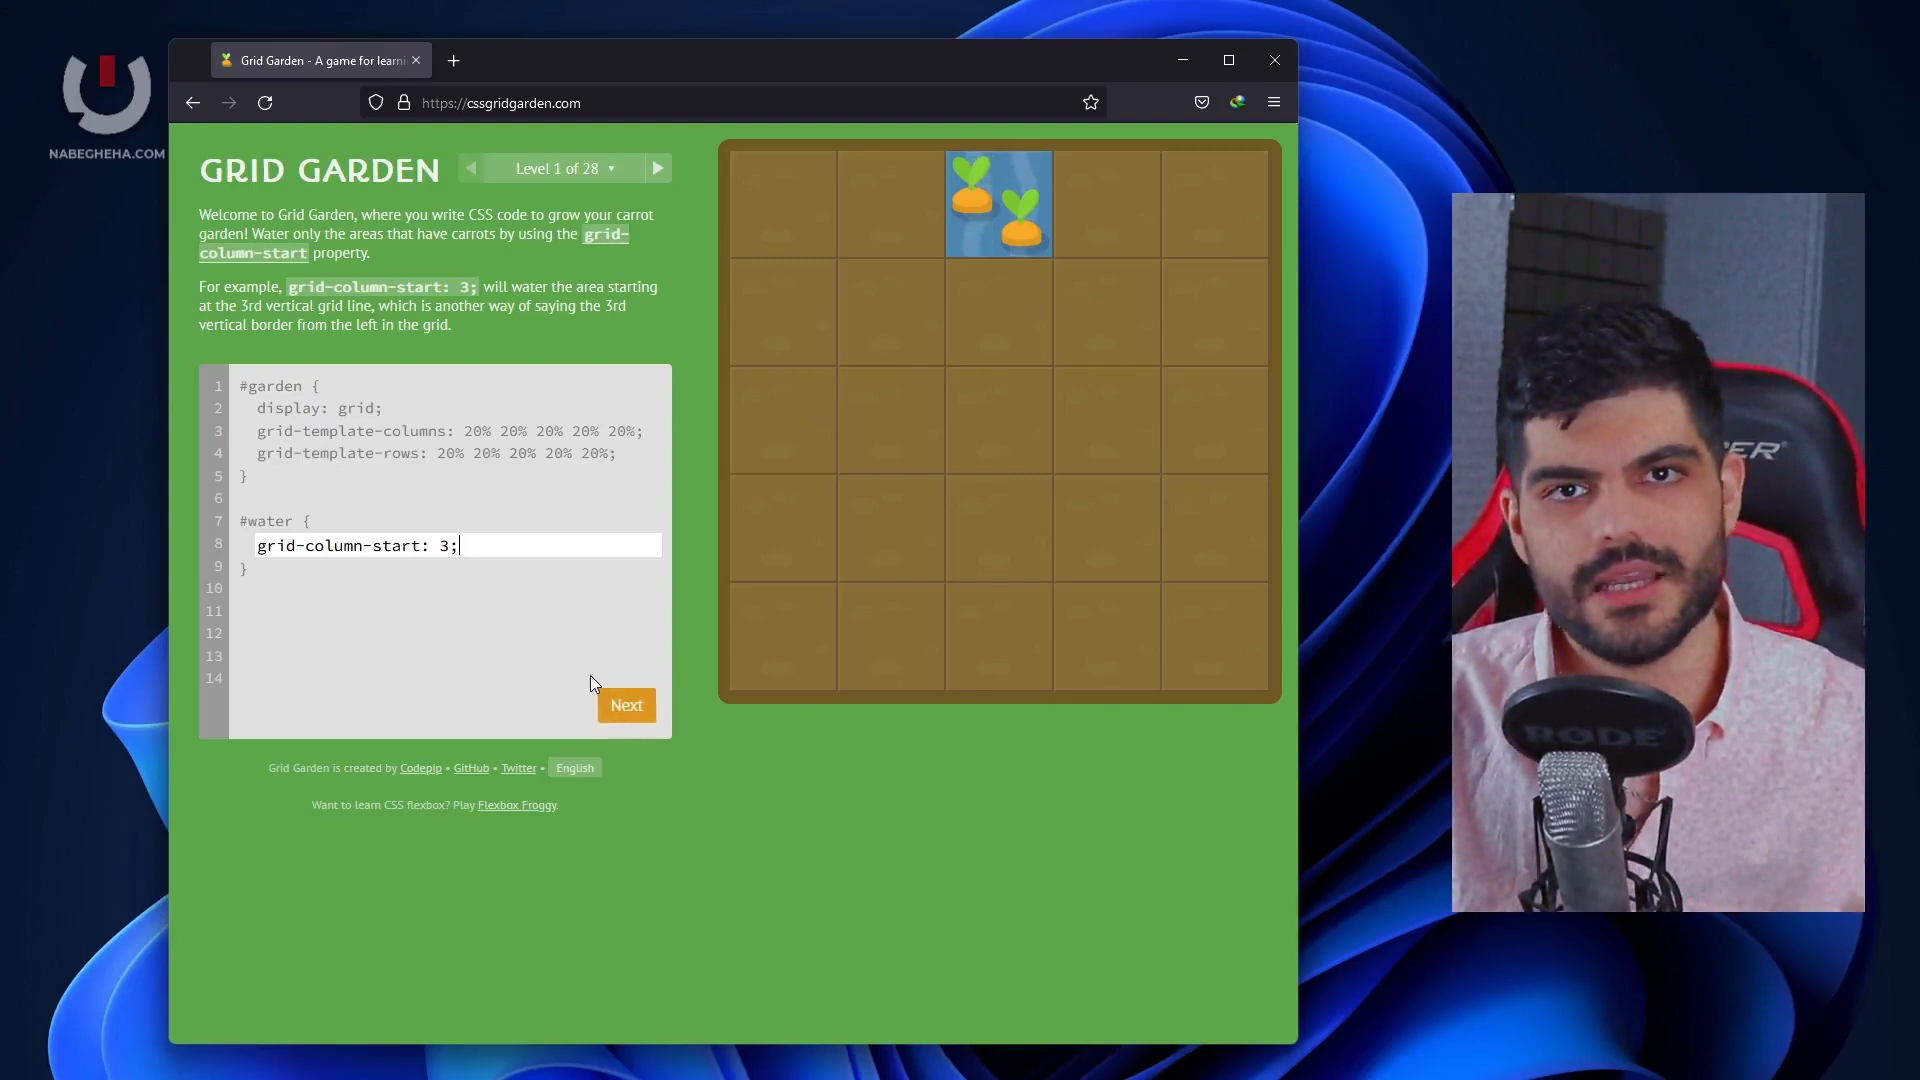 NABEGHEHA.COM
Grid Garden - A game for learni
https://cssgridgarden.com
GRID GARDEN
Level 1 of 28
Welcome to Grid Garden, where you write CSS code to grow your carrot
garden! Water only the areas that have carrots by using the grid-
column-start property.
For example, grid-column-start: 3; will water the area starting
at the 3rd vertical grid line, which is another way of saying the 3rd
vertical border from the left in the grid.
1 #garden {
2 display: grid;
3 grid-template-columns: 20% 20% 20% 20% 20%;
4 grid-template-rows: 20% 20% 20% 20% 20%;
5 }
6
7 #water {
8 grid-column-start: 3;
9 }
10
11
12
13
14
Next
Grid Garden is created by Codepip • GitHub • Twitter • English
Want to learn CSS flexbox? Play Flexbox Froggy.
RØDE